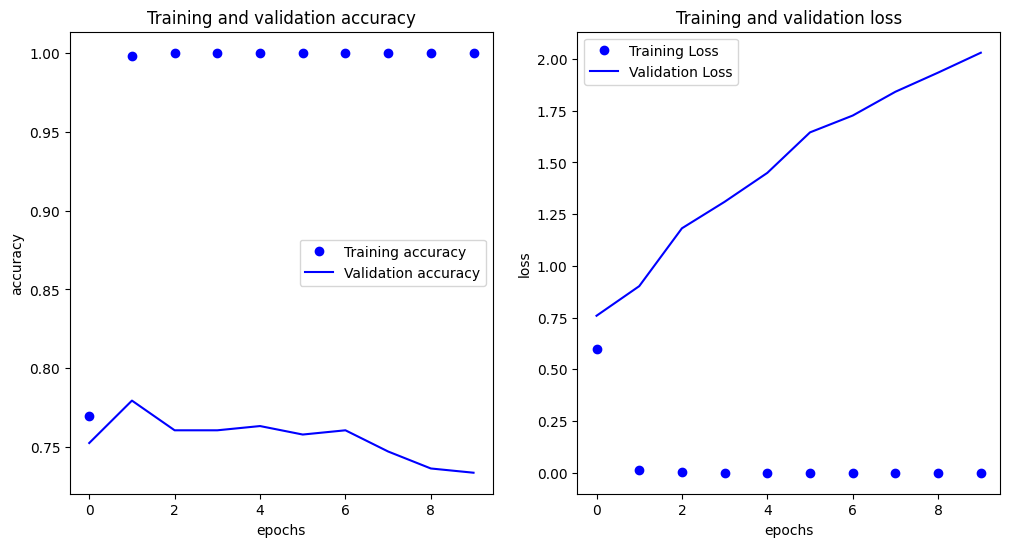 Training and validation accuracy
1.00
0.95
0.90
0.85
0.80
0.75
accuracy
Training accuracy
Validation accuracy
0 2 4 6 8
epochs
Training and validation loss
2.00
1.75
1.50
1.25
1.00
0.75
0.50
0.25
0.00
loss
Training Loss
Validation Loss
0 2 4 6 8
epochs